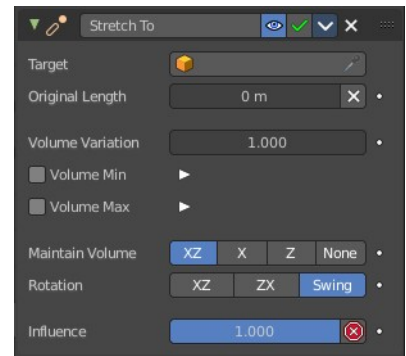 Stretch To
Target
Original Length 0 m
Volume Variation 1.000
Volume Min
Volume Max
Maintain Volume XZ X Z None
Rotation XZ ZX Swing
Influence 1.000